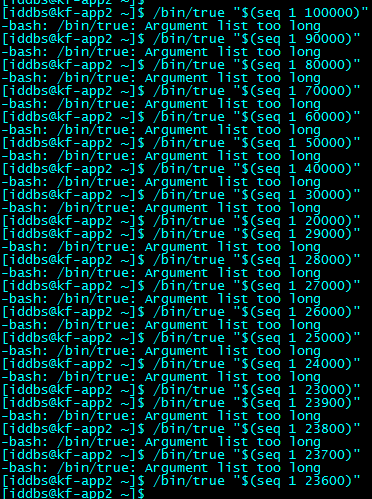 [iddbs@kf-app2 ~]$
[iddbs@kf-app2 ~]$ /bin/true "$(seq 1 100000)"
-bash: /bin/true: Argument list too long
[iddbs@kf-app2 ~]$ /bin/true "$(seq 1 90000)"
-bash: /bin/true: Argument list too long
[iddbs@kf-app2 ~]$ /bin/true "$(seq 1 80000)"
-bash: /bin/true: Argument list too long
[iddbs@kf-app2 ~]$ /bin/true "$(seq 1 70000)"
-bash: /bin/true: Argument list too long
[iddbs@kf-app2 ~]$ /bin/true "$(seq 1 60000)"
-bash: /bin/true: Argument list too long
[iddbs@kf-app2 ~]$ /bin/true "$(seq 1 50000)"
-bash: /bin/true: Argument list too long
[iddbs@kf-app2 ~]$ /bin/true "$(seq 1 40000)"
-bash: /bin/true: Argument list too long
[iddbs@kf-app2 ~]$ /bin/true "$(seq 1 30000)"
-bash: /bin/true: Argument list too long
[iddbs@kf-app2 ~]$ /bin/true "$(seq 1 20000)"
[iddbs@kf-app2 ~]$ /bin/true "$(seq 1 29000)"
-bash: /bin/true: Argument list too long
[iddbs@kf-app2 ~]$ /bin/true "$(seq 1 28000)"
-bash: /bin/true: Argument list too long
[iddbs@kf-app2 ~]$ /bin/true "$(seq 1 27000)"
-bash: /bin/true: Argument list too long
[iddbs@kf-app2 ~]$ /bin/true "$(seq 1 26000)"
-bash: /bin/true: Argument list too long
[iddbs@kf-app2 ~]$ /bin/true "$(seq 1 25000)"
-bash: /bin/true: Argument list too long
[iddbs@kf-app2 ~]$ /bin/true "$(seq 1 24000)"
-bash: /bin/true: Argument list too long
[iddbs@kf-app2 ~]$ /bin/true "$(seq 1 23000)"
[iddbs@kf-app2 ~]$ /bin/true "$(seq 1 23900)"
-bash: /bin/true: Argument list too long
[iddbs@kf-app2 ~]$ /bin/true "$(seq 1 23800)"
-bash: /bin/true: Argument list too long
[iddbs@kf-app2 ~]$ /bin/true "$(seq 1 23700)"
-bash: /bin/true: Argument list too long
[iddbs@kf-app2 ~]$ /bin/true "$(seq 1 23600)"
[iddbs@kf-app2 ~]$